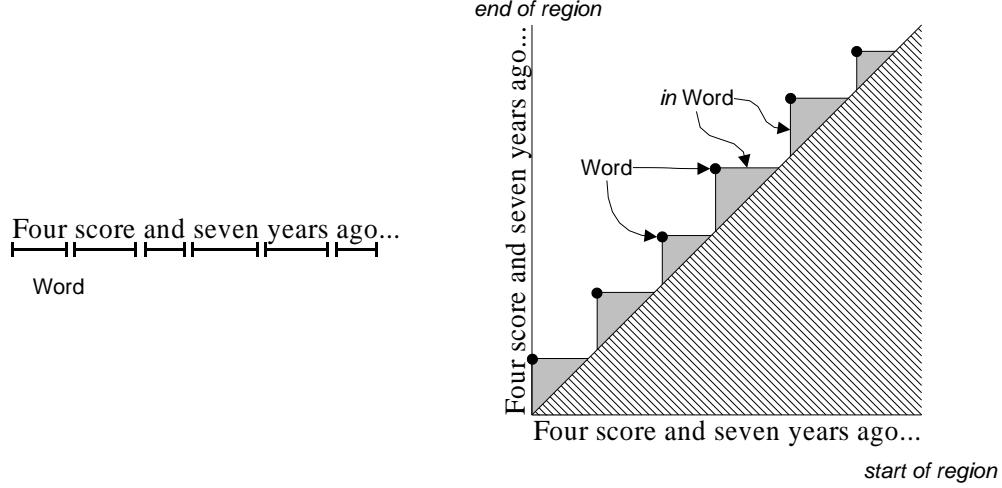 Four score and seven years ago...
Word
end of region
Four score and seven years ago...
in Word
Word
Four score and seven years ago...
start of region